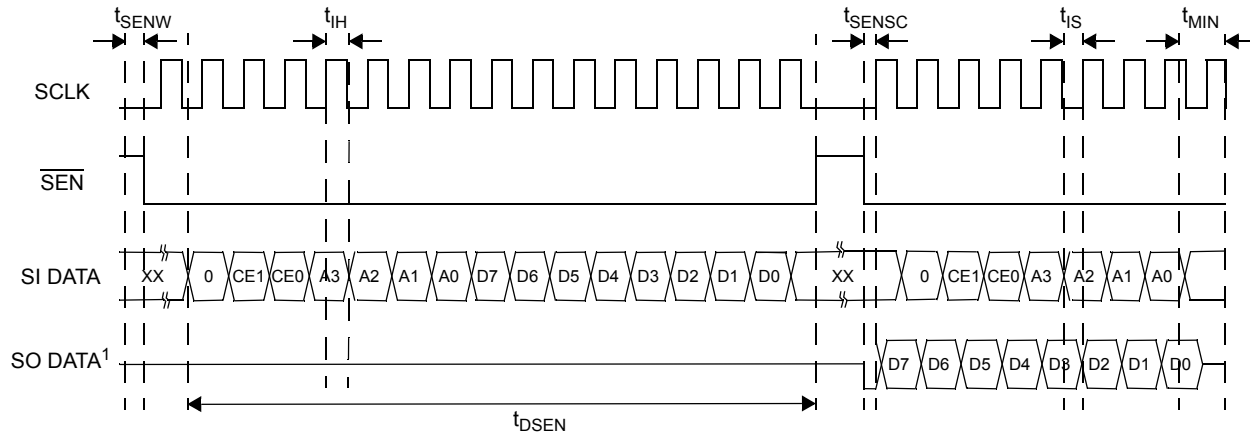 tSENW tIH tSENSC tIS tMIN
SCLK
SEN
SI DATA XX 0 CE1 CE0 A3 A2 A1 A0 D7 D6 D5 D4 D3 D2 D1 D0 XX 0 CE1 CE0 A3 A2 A1 A0
SO DATA1 D7 D6 D5 D4 D3 D2 D1 D0
tDSEN